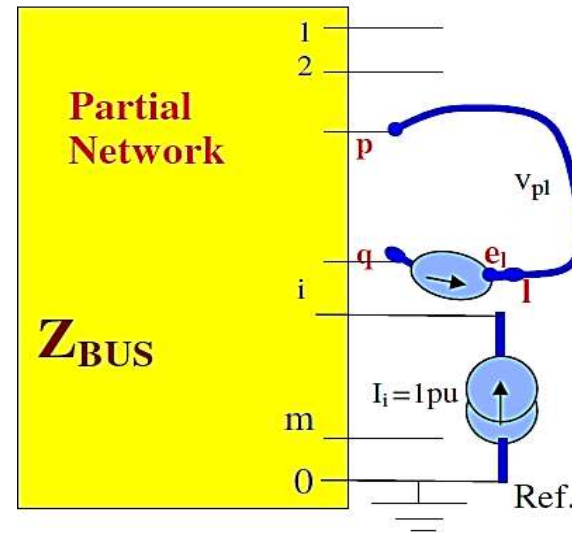 1
2
Partial
Network
p
v_pl
q
e_l
l
i
Z_BUS
I_i=1pu
m
0
Ref.